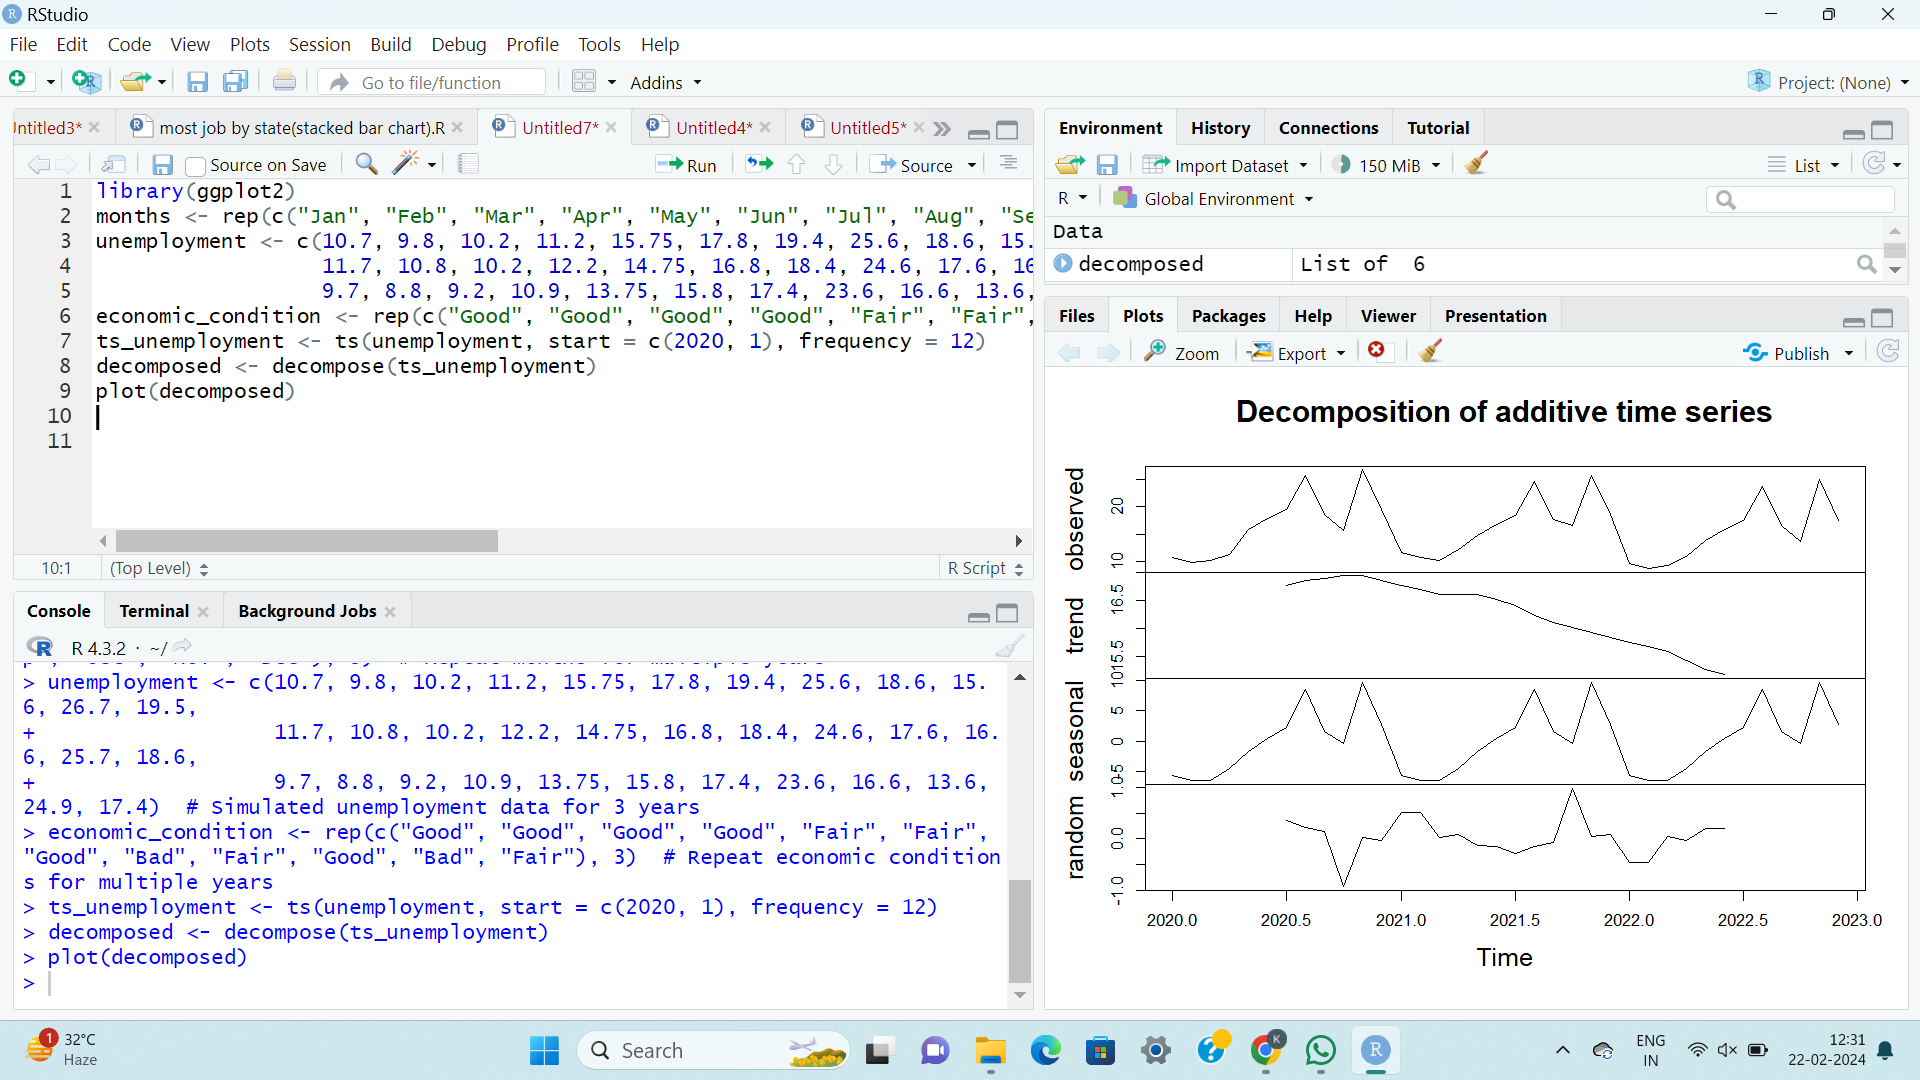 RStudio
File Edit Code View Plots Session Build Debug Profile Tools Help
Go to file/function Addins Project: (None)
Intitled3* most job by state(stacked bar chart).R Untitled7* Untitled4* Untitled5*
Source on Save Run Source
1 library(ggplot2)
2 months <- rep(c("Jan", "Feb", "Mar", "Apr", "May", "Jun", "Jul", "Aug", "Se
3 unemployment <- c(10.7, 9.8, 10.2, 11.2, 15.75, 17.8, 19.4, 25.6, 18.6, 15.
4 11.7, 10.8, 10.2, 12.2, 14.75, 16.8, 18.4, 24.6, 17.6, 16
5 9.7, 8.8, 9.2, 10.9, 13.75, 15.8, 17.4, 23.6, 16.6, 13.6,
6 economic_condition <- rep(c("Good", "Good", "Good", "Good", "Fair", "Fair",
7 ts_unemployment <- ts(unemployment, start = c(2020, 1), frequency = 12)
8 decomposed <- decompose(ts_unemployment)
9 plot(decomposed)
10
11
10:1 (Top Level) R Script
Console Terminal Background Jobs
R 4.3.2 · ~/
> unemployment <- c(10.7, 9.8, 10.2, 11.2, 15.75, 17.8, 19.4, 25.6, 18.6, 15.
6, 26.7, 19.5,
+ 11.7, 10.8, 10.2, 12.2, 14.75, 16.8, 18.4, 24.6, 17.6, 16.
6, 25.7, 18.6,
+ 9.7, 8.8, 9.2, 10.9, 13.75, 15.8, 17.4, 23.6, 16.6, 13.6,
24.9, 17.4) # Simulated unemployment data for 3 years
> economic_condition <- rep(c("Good", "Good", "Good", "Good", "Fair", "Fair",
"Good", "Bad", "Fair", "Good", "Bad", "Fair"), 3) # Repeat economic condition
s for multiple years
> ts_unemployment <- ts(unemployment, start = c(2020, 1), frequency = 12)
> decomposed <- decompose(ts_unemployment)
> plot(decomposed)
>
Environment History Connections Tutorial
Import Dataset 150 MiB List
R Global Environment
Data
decomposed List of 6
Files Plots Packages Help Viewer Presentation
Zoom Export Publish
Decomposition of additive time series
observed
10 20
trend
15.5 16.5
seasonal
-5 0 5 10
random
-1.0 0.0 1.0
2020.0 2020.5 2021.0 2021.5 2022.0 2022.5 2023.0
Time
1
32°C
Haze
Search
K
ENG
IN
12:31
22-02-2024